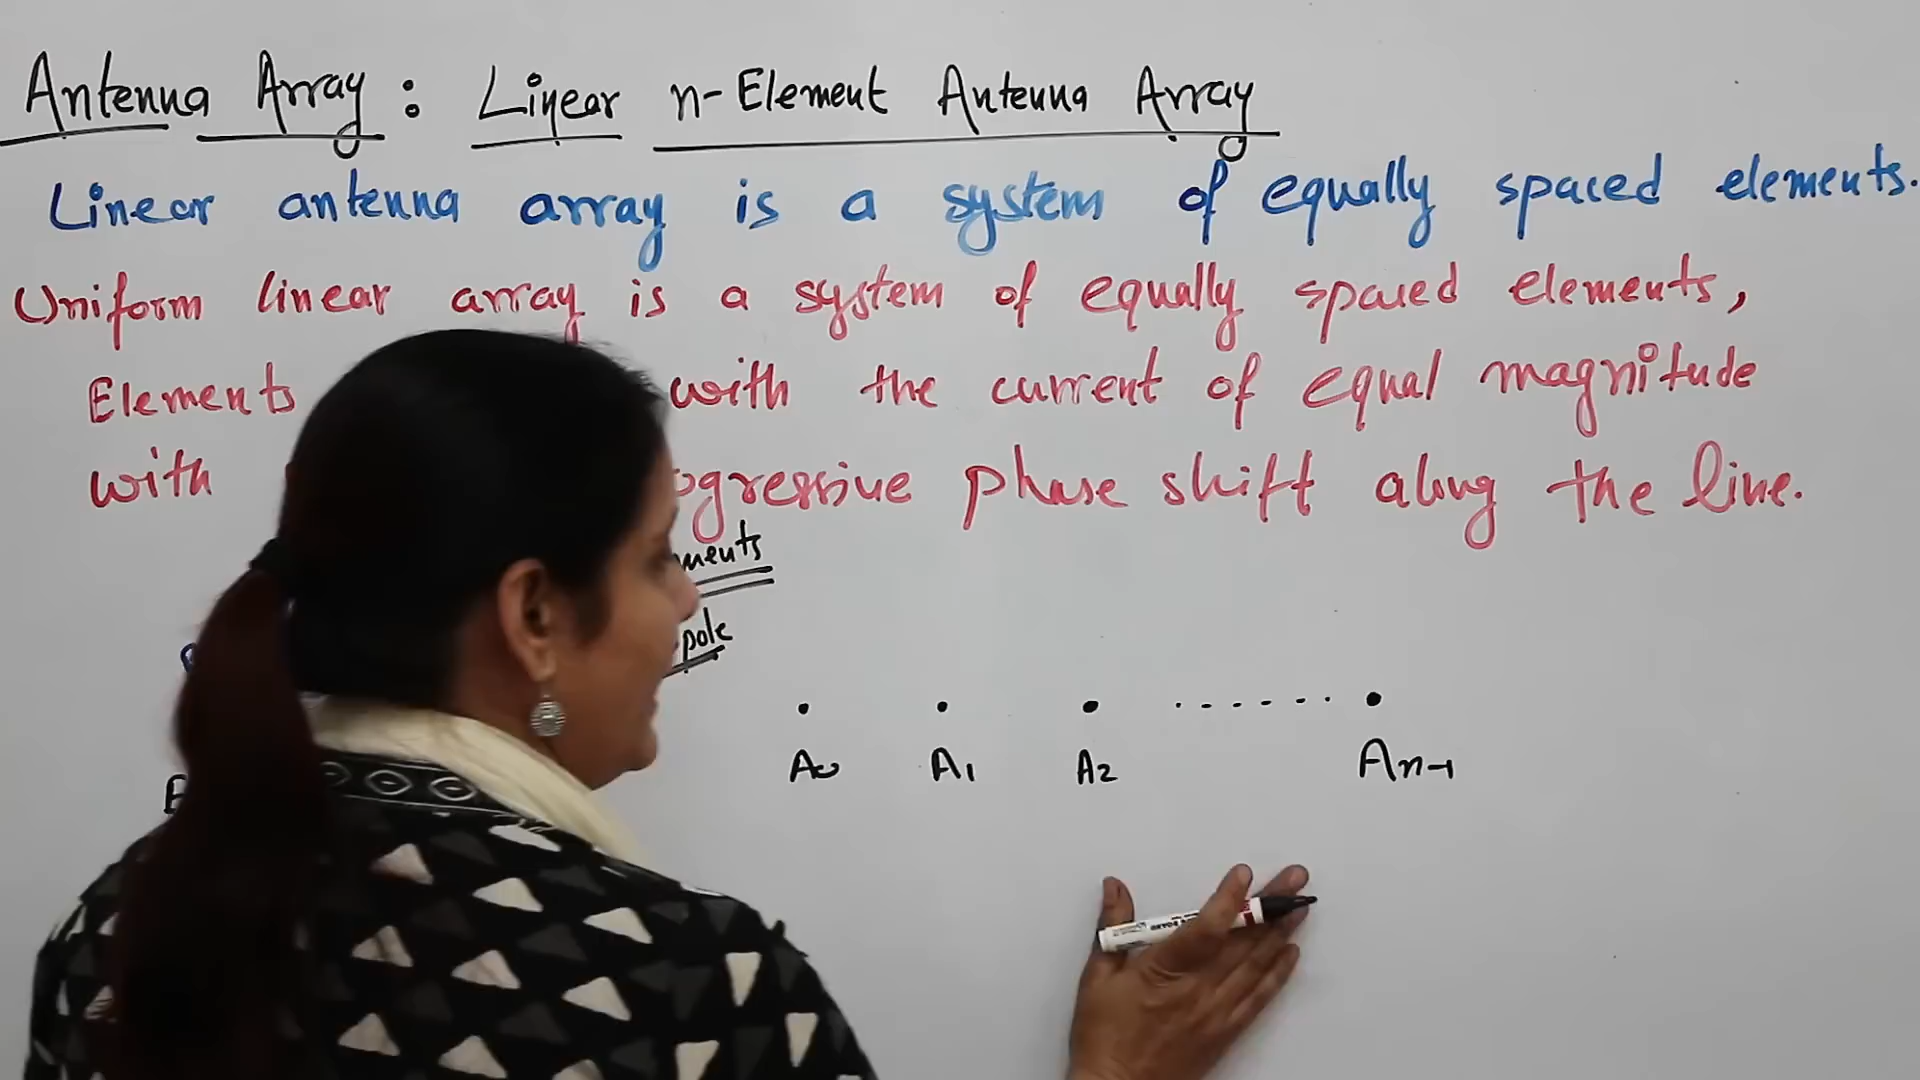 Antenna Array : Linear n-Element Antenna Array
Linear antenna array is a system of equally spaced elements.
Uniform linear array is a system of equally spaced elements,
Elements with the current of equal magnitude
with ogressive phase shift along the line.
ments
pole
A0 A1 A2 ...... An-1